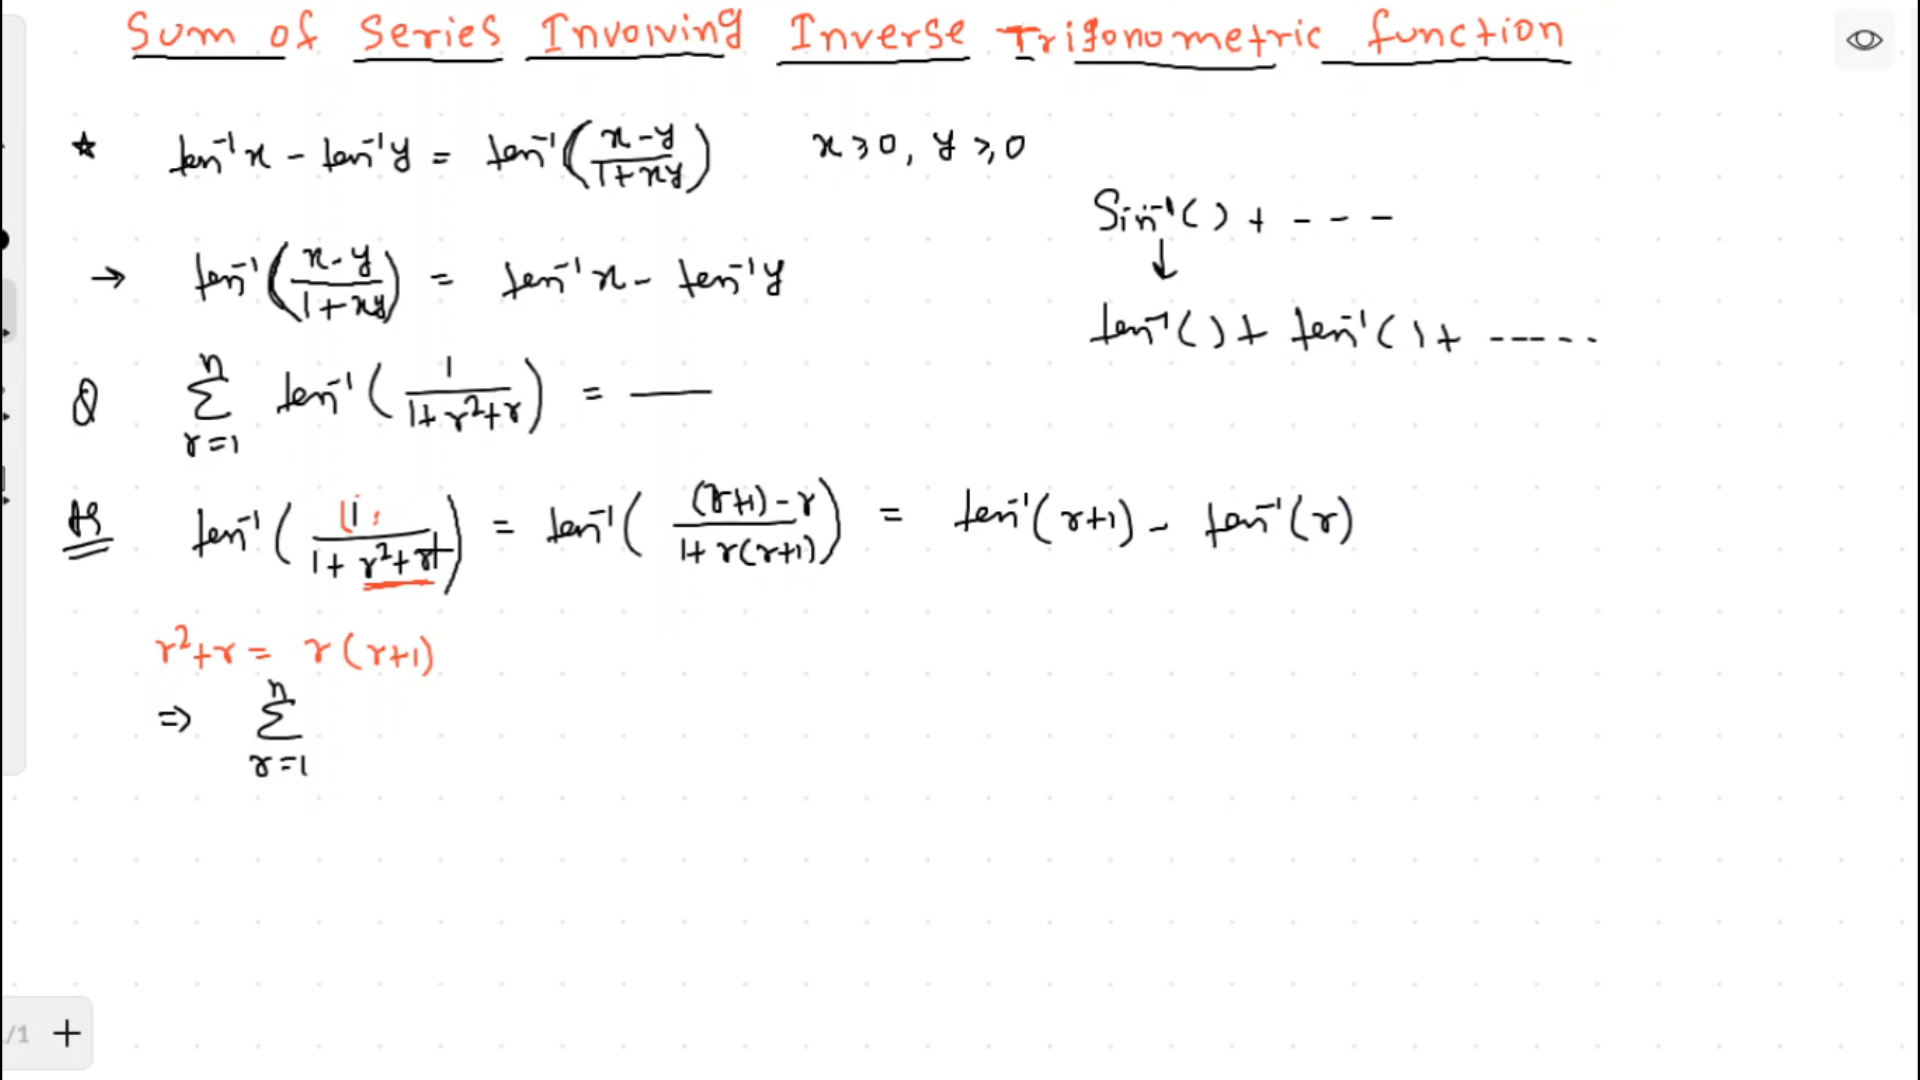 Sum of Series Involving Inverse Trigonometric function
★ tan⁻¹x - tan⁻¹y = tan⁻¹((x-y)/(1+xy)) x≥0, y≥0
Sin⁻¹() + ---
↓
→ tan⁻¹((x-y)/(1+xy)) = tan⁻¹x - tan⁻¹y
tan⁻¹() + tan⁻¹() + -----
Q n Σ r=1 tan⁻¹(1/(1+r²+r)) = ___
tan⁻¹(1/(1+r²+r)) = tan⁻¹(((r+1)-r)/(1+r(r+1))) = tan⁻¹(r+1) - tan⁻¹(r)
r²+r = r(r+1)
⇒ n Σ r=1
/1 +